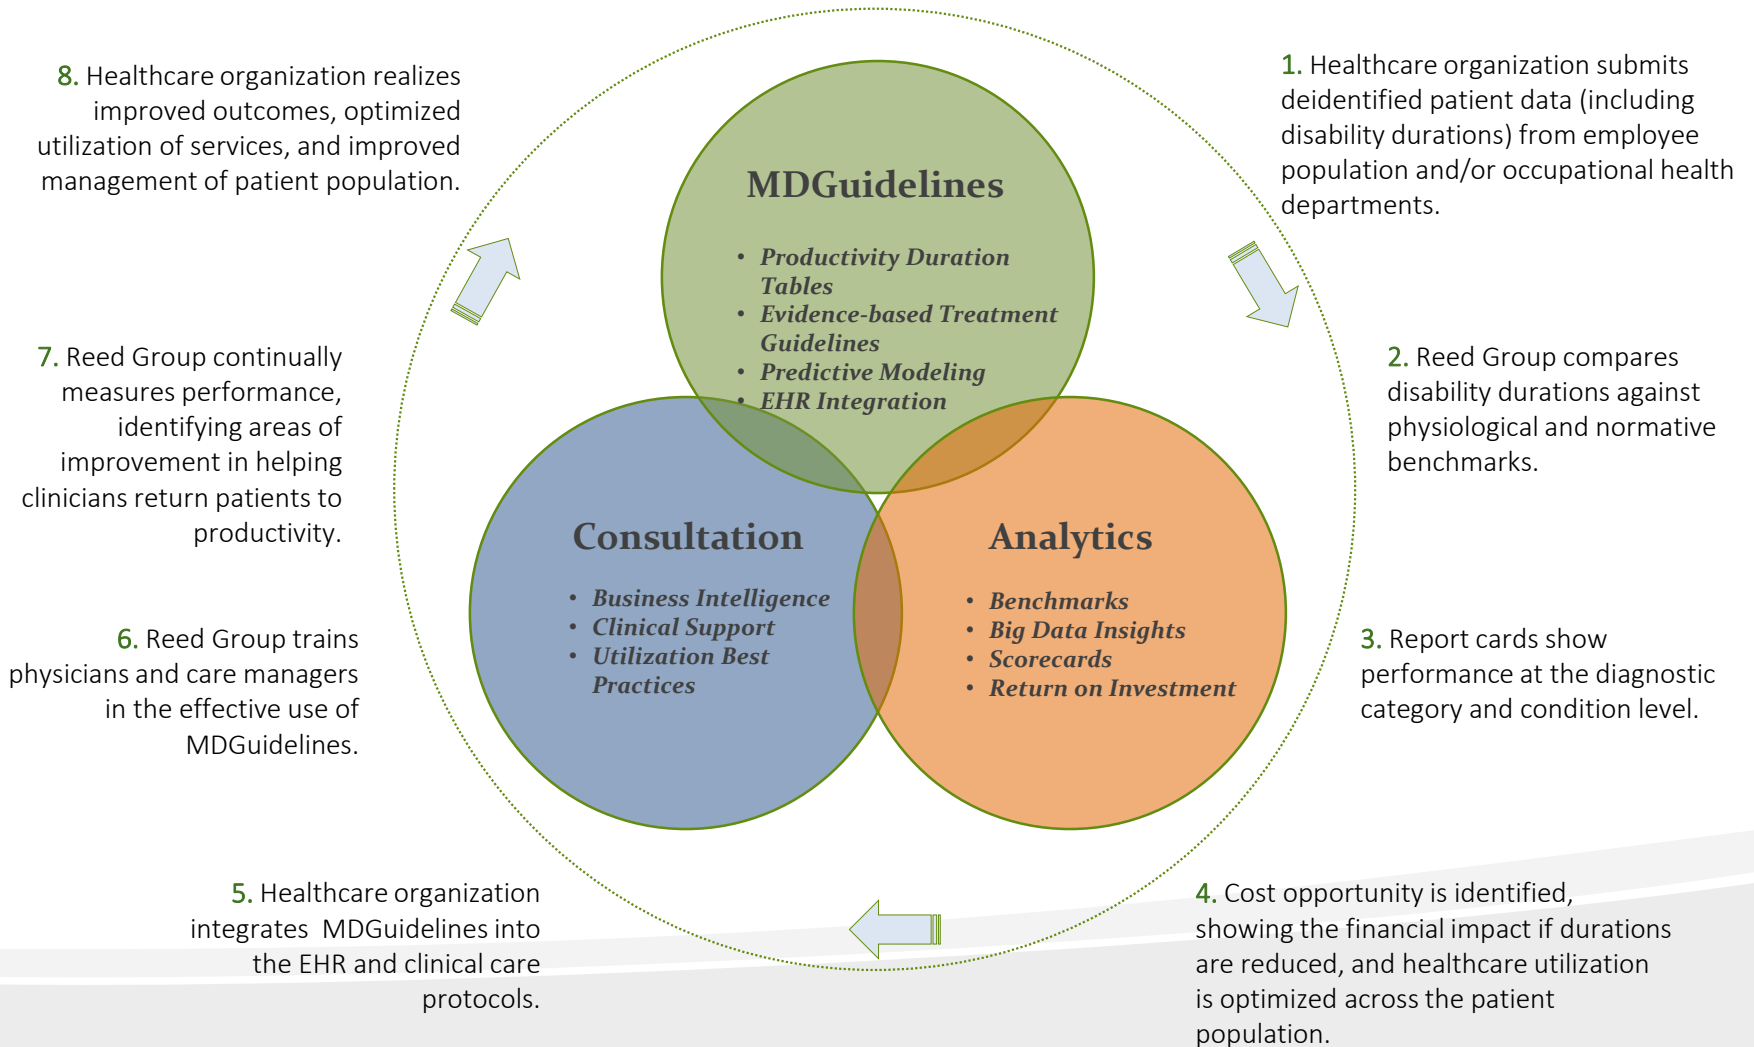 1. Healthcare organization submits
deidentified patient data (including
disability durations) from employee
population and/or occupational health
departments.
2. Reed Group compares
disability durations against
physiological and normative
benchmarks.
3. Report cards show
performance at the diagnostic
category and condition level.
4. Cost opportunity is identified,
showing the financial impact if durations
are reduced, and healthcare utilization
is optimized across the patient
population.
5. Healthcare organization
integrates MDGuidelines into
the EHR and clinical care
protocols.
6. Reed Group trains
physicians and care managers
in the effective use of
MDGuidelines.
7. Reed Group continually
measures performance,
identifying areas of
improvement in helping
clinicians return patients to
productivity.
8. Healthcare organization realizes
improved outcomes, optimized
utilization of services, and improved
management of patient population.
MDGuidelines
• Productivity Duration
Tables
• Evidence-based Treatment
Guidelines
• Predictive Modeling
• EHR Integration
Consultation
• Business Intelligence
• Clinical Support
• Utilization Best
Practices
Analytics
• Benchmarks
• Big Data Insights
• Scorecards
• Return on Investment